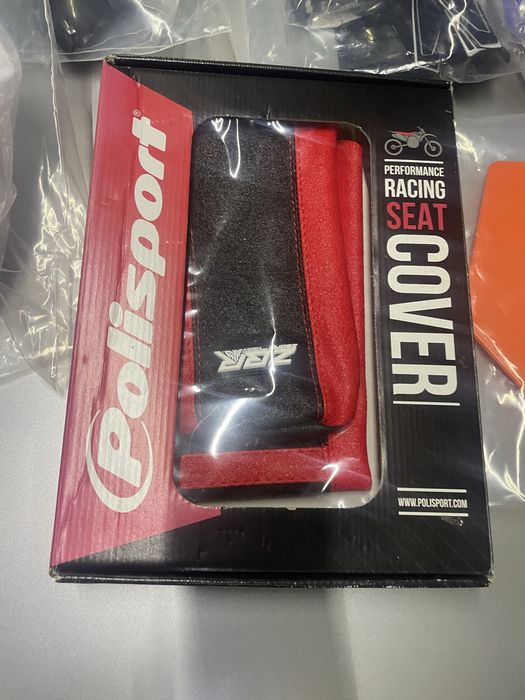 Polisport®
PERFORMANCE
RACING
SEAT
COVER
WWW.POLISPORT.COM